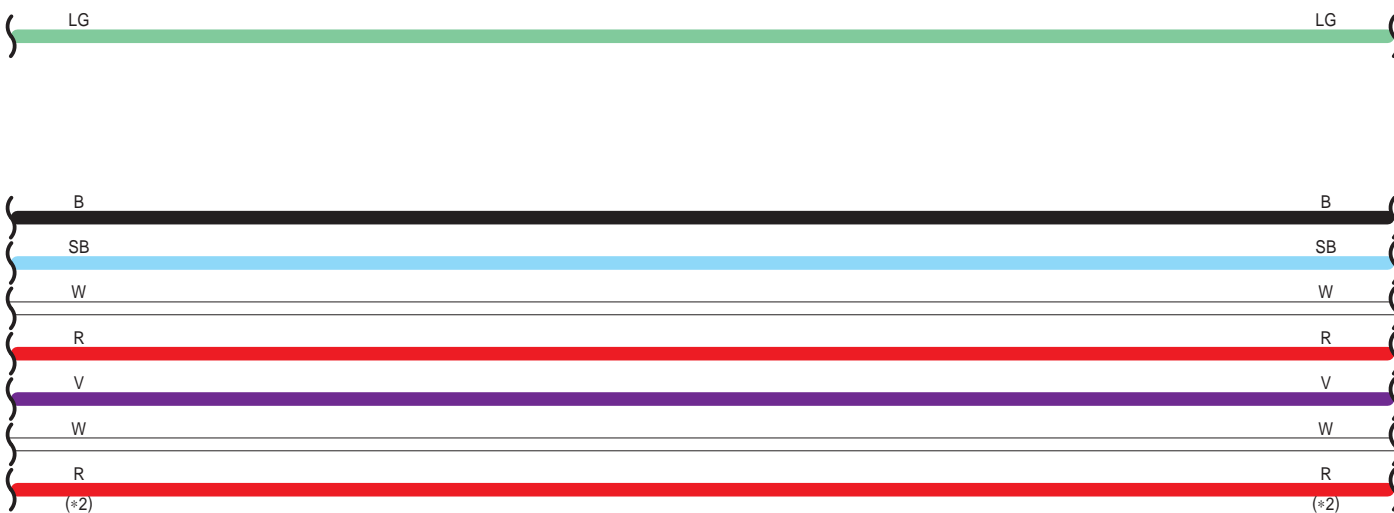 LG LG
B B
SB SB
W W
R R
V V
W W
R R
(*2) (*2)